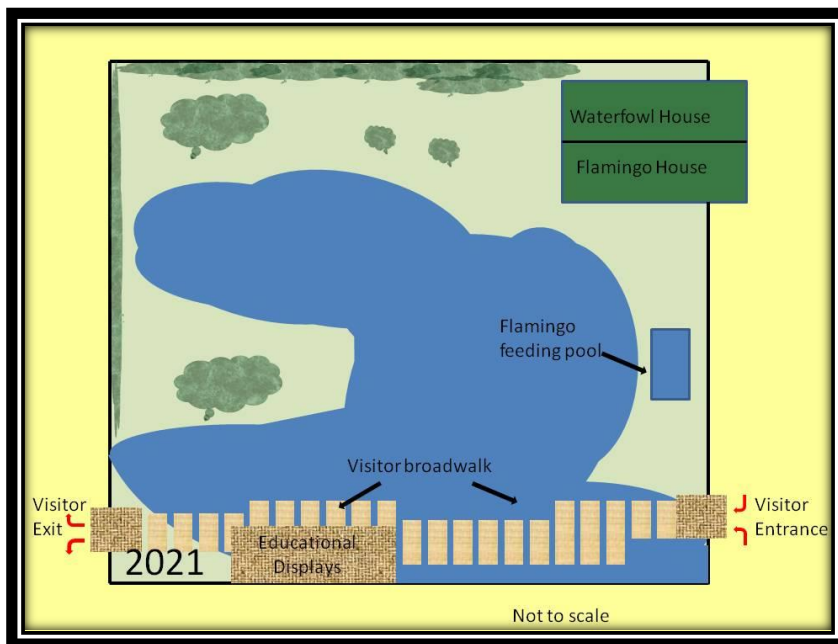 Waterfowl House
Flamingo House
Flamingo
feeding pool
Visitor broadwalk
Visitor
Exit
Visitor
Entrance
Educational
Displays
2021
Not to scale